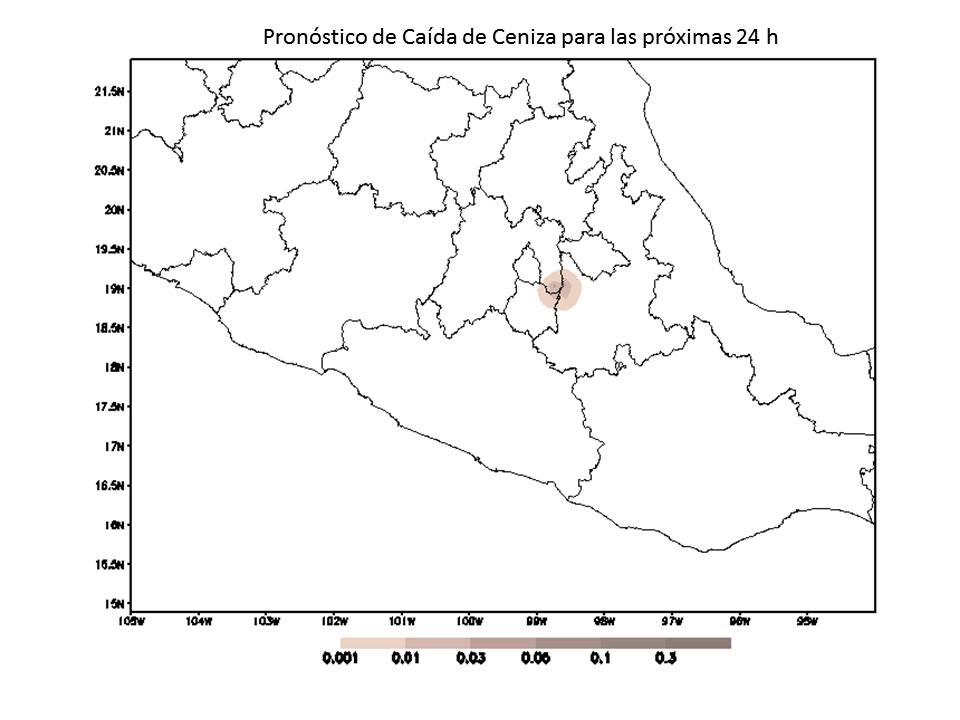 Pronóstico de Caída de Ceniza para las próximas 24 h
21.5N
21N
20.5N
20N
19.5N
19N
18.5N
18N
17.5N
17N
16.5N
16N
15.5N
15N
105W 104W 103W 102W 101W 100W 99W 98W 97W 96W 95W
0.001 0.01 0.03 0.06 0.1 0.3